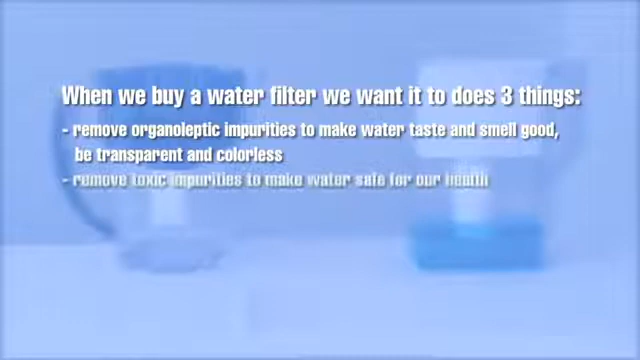 When we buy a water filter we want it to does 3 things:
- remove organoleptic impurities to make water taste and smell good,
be transparent and colorless
- remove toxic impurities to make water safe for our health